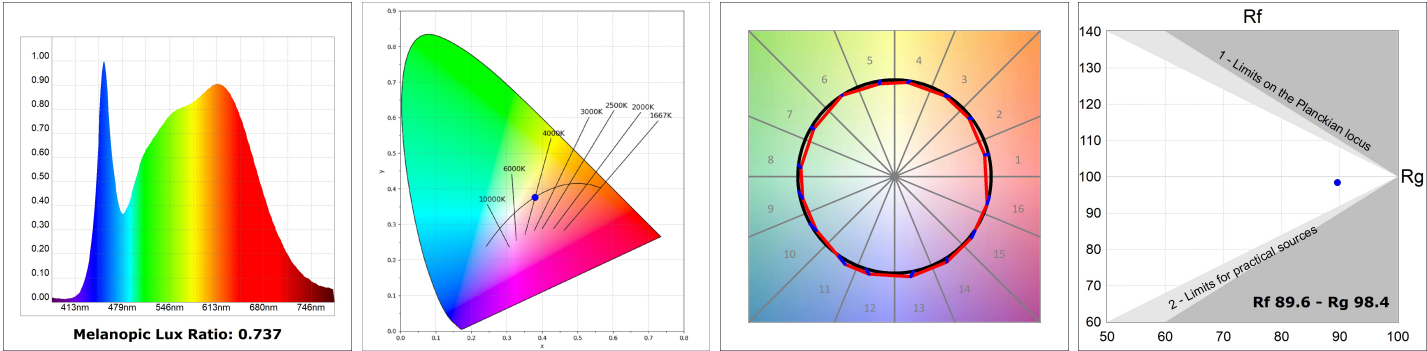 1.00
0.90
0.80
0.70
0.60
0.50
0.40
0.30
0.20
0.10
0.00
413nm 479nm 546nm 613nm 680nm 746nm
Melanopic Lux Ratio: 0.737
0.9
0.8
0.7
0.6
0.5
0.4
0.3
0.2
0.1
0.0
y
0.0 0.1 0.2 0.3 0.4 0.5 0.6 0.7 0.8
x
10000K
6000K
4000K
3000K
2500K
2000K
1667K
1
2
3
4
5
6
7
8
9
10
11
12
13
14
15
16
Rf
140
130
120
110
100
90
80
70
60
Rg
1 - Limits on the Planckian locus
2 - Limits for practical sources
Rf 89.6 - Rg 98.4
50 60 70 80 90 100